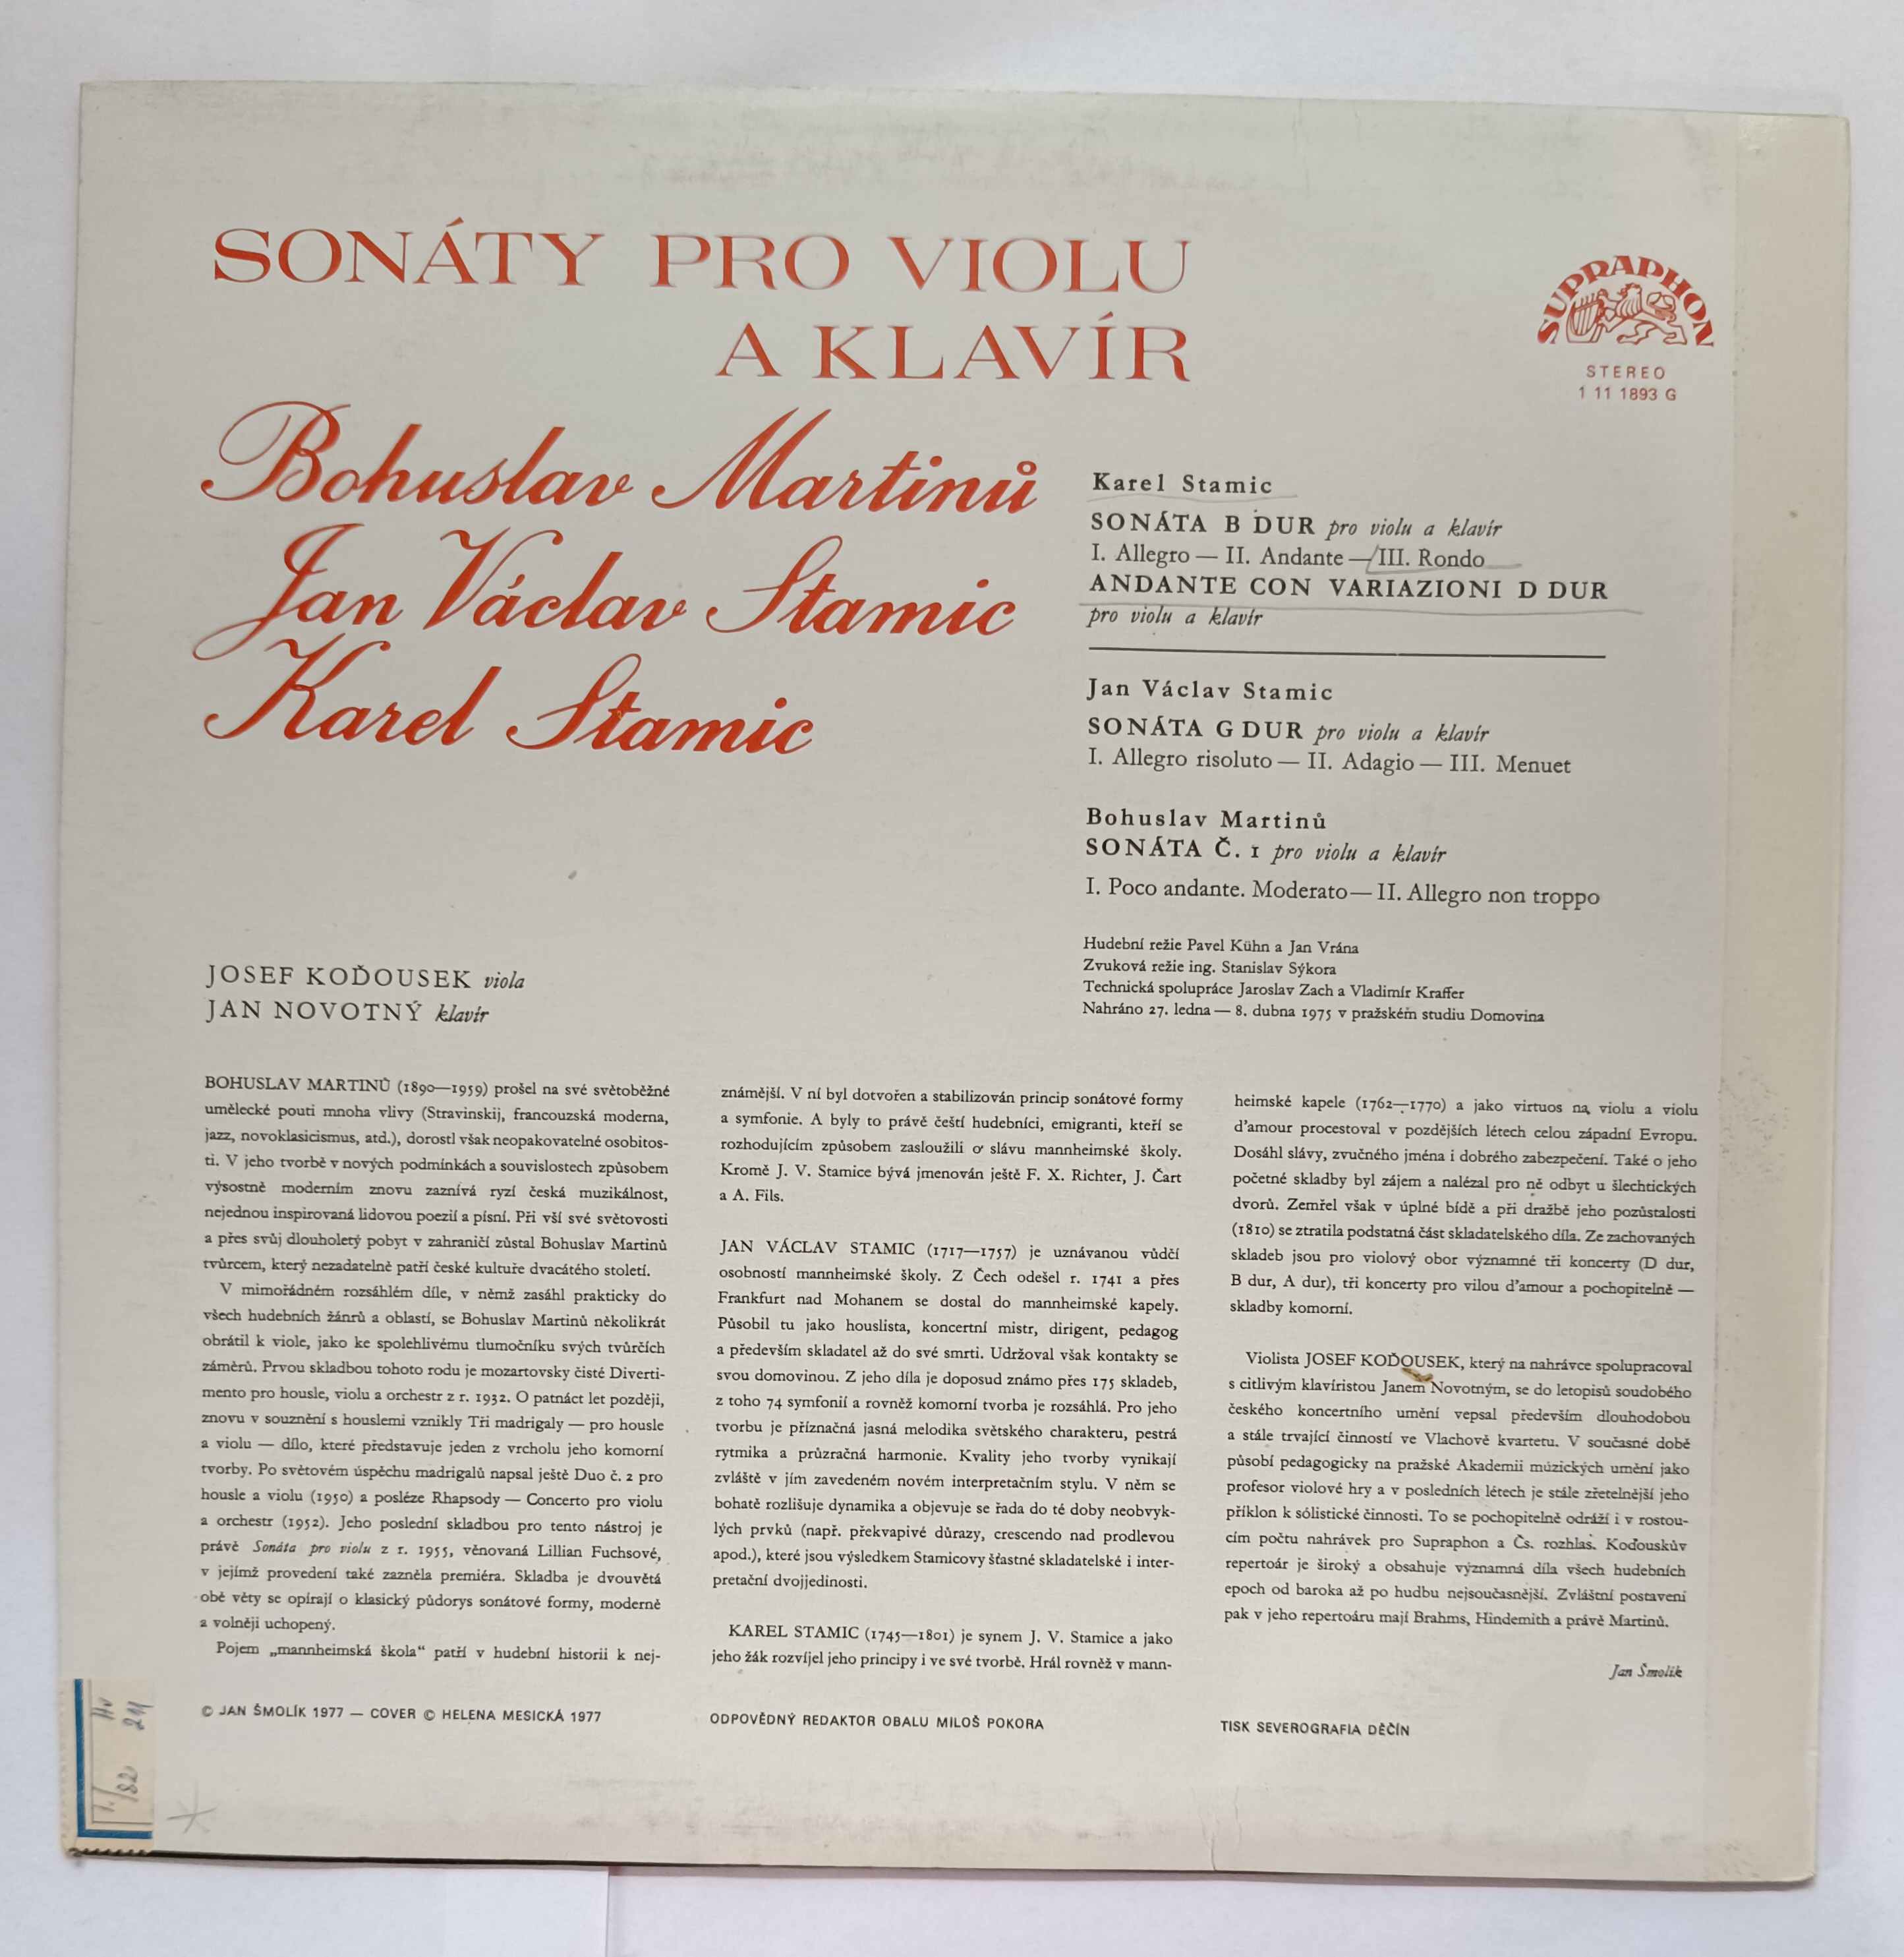 SONÁTY PRO VIOLU
A KLAVÍR
Bohuslav Martinů
Jan Václav Stamic
Karel Stamic
SUPRAPHON
STEREO
1 11 1893 G
Karel Stamic
SONÁTA B DUR pro violu a klavír
I. Allegro — II. Andante — III. Rondo
ANDANTE CON VARIAZIONI D DUR
pro violu a klavír
Jan Václav Stamic
SONÁTA G DUR pro violu a klavír
I. Allegro risoluto — II. Adagio — III. Menuet
Bohuslav Martinů
SONÁTA Č. 1 pro violu a klavír
I. Poco andante. Moderato — II. Allegro non troppo
Hudební režie Pavel Kühn a Jan Vrána
Zvuková režie ing. Stanislav Sýkora
Technická spolupráce Jaroslav Zach a Vladimír Kraffer
Nahráno 27. ledna — 8. dubna 1975 v pražském studiu Domovina
JOSEF KOĎOUSEK viola
JAN NOVOTNÝ klavír
BOHUSLAV MARTINŮ (1890—1959) prošel na své světoběžné
umělecké pouti mnoha vlivy (Stravinskij, francouzská moderna,
jazz, novoklasicismus, atd.), dorostl však neopakovatelné osobitos-
ti. V jeho tvorbě v nových podmínkách a souvislostech způsobem
výsostně moderním znovu zaznívá ryzí česká muzikálnost,
nejednou inspirovaná lidovou poezií a písní. Při vší své světovosti
a přes svůj dlouholetý pobyt v zahraničí zůstal Bohuslav Martinů
tvůrcem, který nezadatelně patří české kultuře dvacátého století.
V mimořádném rozsáhlém díle, v němž zasáhl prakticky do
všech hudebních žánrů a oblastí, se Bohuslav Martinů několikrát
obrátil k viole, jako ke spolehlivému tlumočníku svých tvůrčích
záměrů. Prvou skladbou tohoto rodu je mozartovsky čisté Diverti-
mento pro housle, violu a orchestr z r. 1932. O patnáct let později,
znovu v souznění s houslemi vznikly Tři madrigaly — pro housle
a violu — dílo, které představuje jeden z vrcholu jeho komorní
tvorby. Po světovém úspěchu madrigalů napsal ještě Duo č. 2 pro
housle a violu (1950) a posléze Rhapsody — Concerto pro violu
a orchestr (1952). Jeho poslední skladbou pro tento nástroj je
právě Sonáta pro violu z r. 1955, věnovaná Lillian Fuchsové,
v jejímž provedení také zazněla premiéra. Skladba je dvouvětá
obě věty se opírají o klasický půdorys sonátové formy, moderně
a volněji uchopený.
Pojem „mannheimská škola“ patří v hudební historii k nej-
známější. V ní byl dotvořen a stabilizován princip sonátové formy
a symfonie. A byly to právě čeští hudebníci, emigranti, kteří se
rozhodujícím způsobem zasloužili o slávu mannheimské školy.
Kromě J. V. Stamice bývá jmenován ještě F. X. Richter, J. Čart
a A. Fils.
JAN VÁCLAV STAMIC (1717—1757) je uznávanou vůdčí
osobností mannheimské školy. Z Čech odešel r. 1741 a přes
Frankfurt nad Mohanem se dostal do mannheimské kapely.
Působil tu jako houslista, koncertní mistr, dirigent, pedagog
a především skladatel až do své smrti. Udržoval však kontakty se
svou domovinou. Z jeho díla je doposud známo přes 175 skladeb,
z toho 74 symfonií a rovněž komorní tvorba je rozsáhlá. Pro jeho
tvorbu je příznačná jasná melodika světského charakteru, pestrá
rytmika a průzračná harmonie. Kvality jeho tvorby vynikají
zvláště v jím zavedeném novém interpretačním stylu. V něm se
bohatě rozlišuje dynamika a objevuje se řada do té doby neobvyk-
lých prvků (např. překvapivé důrazy, crescendo nad prodlevou
apod.), které jsou výsledkem Stamicovy šťastné skladatelské i inter-
pretační dvojjedinosti.
KAREL STAMIC (1745—1801) je synem J. V. Stamice a jako
jeho žák rozvíjel jeho principy i ve své tvorbě. Hrál rovněž v mann-
heimské kapele (1762—1770) a jako virtuos na violu a violu
d’amour procestoval v pozdějších létech celou západní Evropu.
Dosáhl slávy, zvučného jména i dobrého zabezpečení. Také o jeho
početné skladby byl zájem a nalézal pro ně odbyt u šlechtických
dvorů. Zemřel však v úplné bídě a při dražbě jeho pozůstalosti
(1810) se ztratila podstatná část skladatelského díla. Ze zachovaných
skladeb jsou pro violový obor významné tři koncerty (D dur,
B dur, A dur), tři koncerty pro vilou d’amour a pochopitelně —
skladby komorní.
Violista JOSEF KOĎOUSEK, který na nahrávce spolupracoval
s citlivým klavíristou Janem Novotným, se do letopisů soudobého
českého koncertního umění vepsal především dlouhodobou
a stále trvající činností ve Vlachově kvartetu. V současné době
působí pedagogicky na pražské Akademii múzických umění jako
profesor violové hry a v posledních létech je stále zřetelnější jeho
příklon k sólistické činnosti. To se pochopitelně odráží i v rostou-
cím počtu nahrávek pro Supraphon a Čs. rozhlas. Koďouskův
repertoár je široký a obsahuje významná díla všech hudebních
epoch od baroka až po hudbu nejsoučasnější. Zvláštní postavení
pak v jeho repertoáru mají Brahms, Hindemith a právě Martinů.
Jan Šmolík
© JAN ŠMOLÍK 1977 — COVER © HELENA MESICKÁ 1977
ODPOVĚDNÝ REDAKTOR OBALU MILOŠ POKORA
TISK SEVEROGRAFIA DĚČÍN
Hv
211
1./82